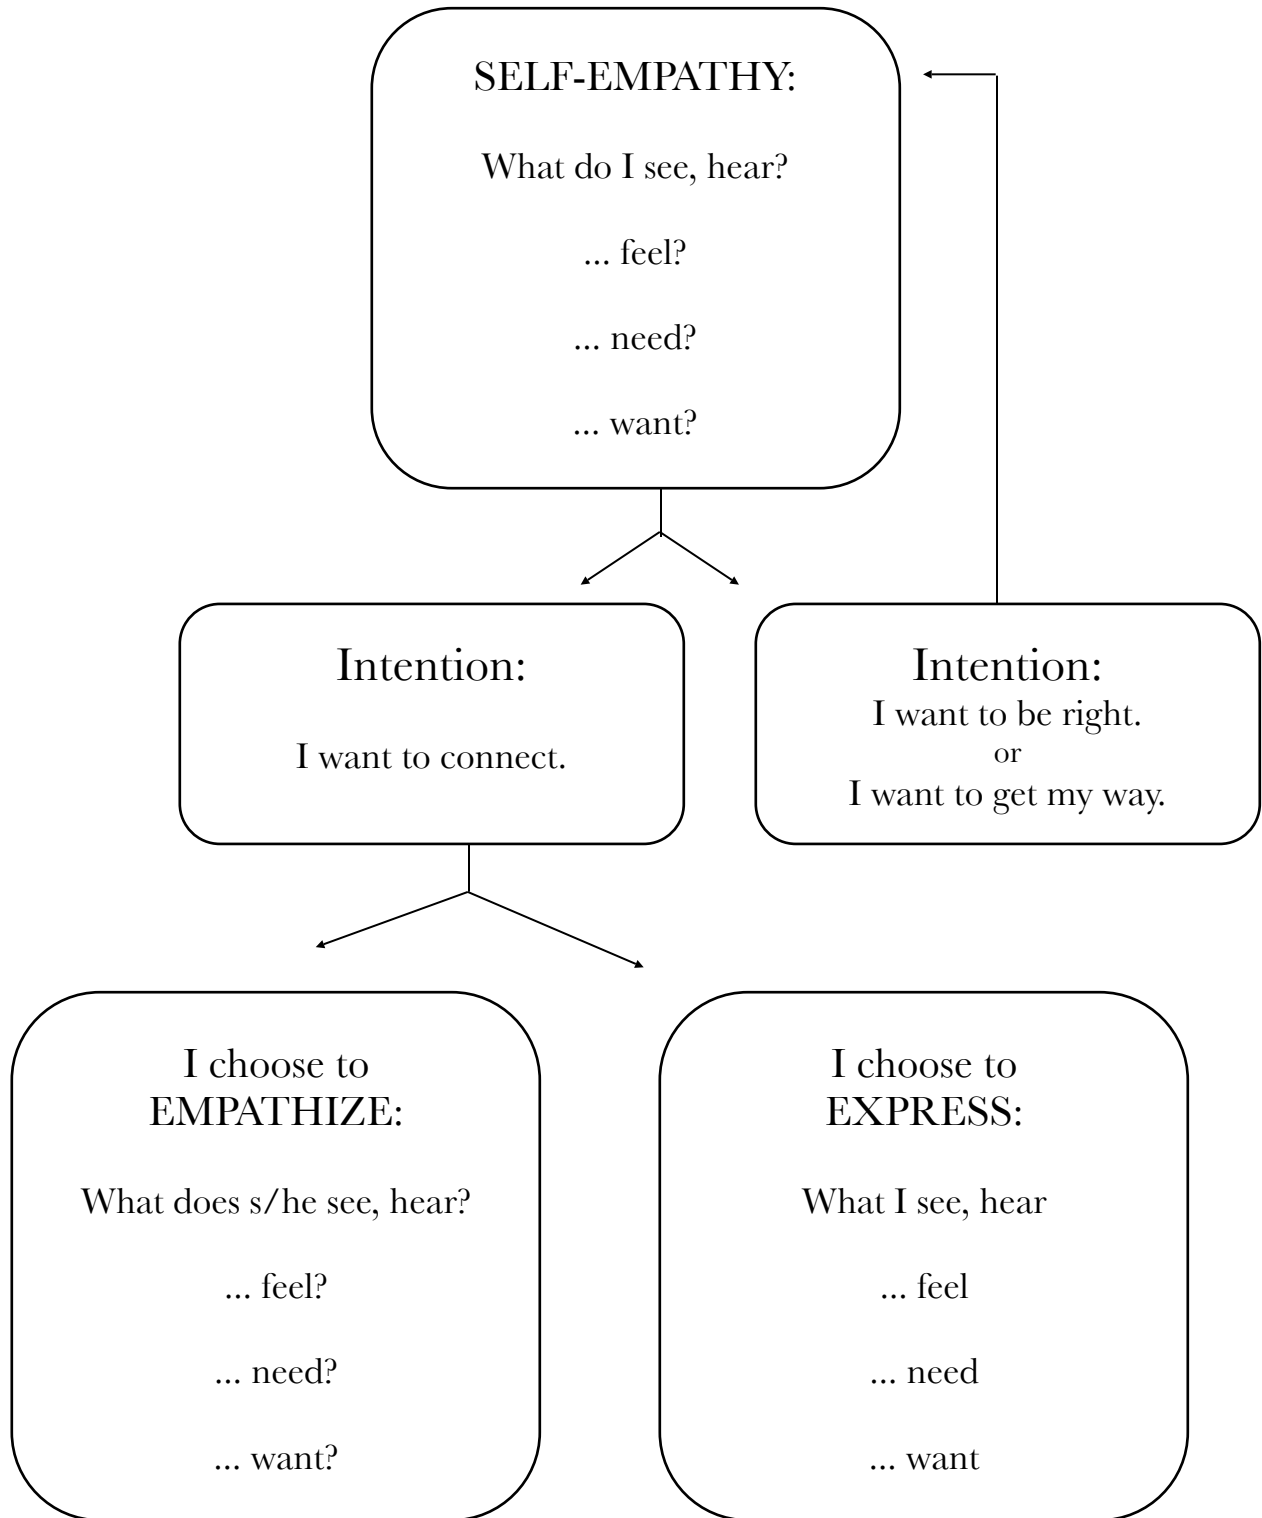 SELF-EMPATHY:
What do I see, hear?
... feel?
... need?
... want?
Intention:
I want to connect.
Intention:
I want to be right.
or
I want to get my way.
I choose to
EMPATHIZE:
What does s/he see, hear?
... feel?
... need?
... want?
I choose to
EXPRESS:
What I see, hear
... feel
... need
... want